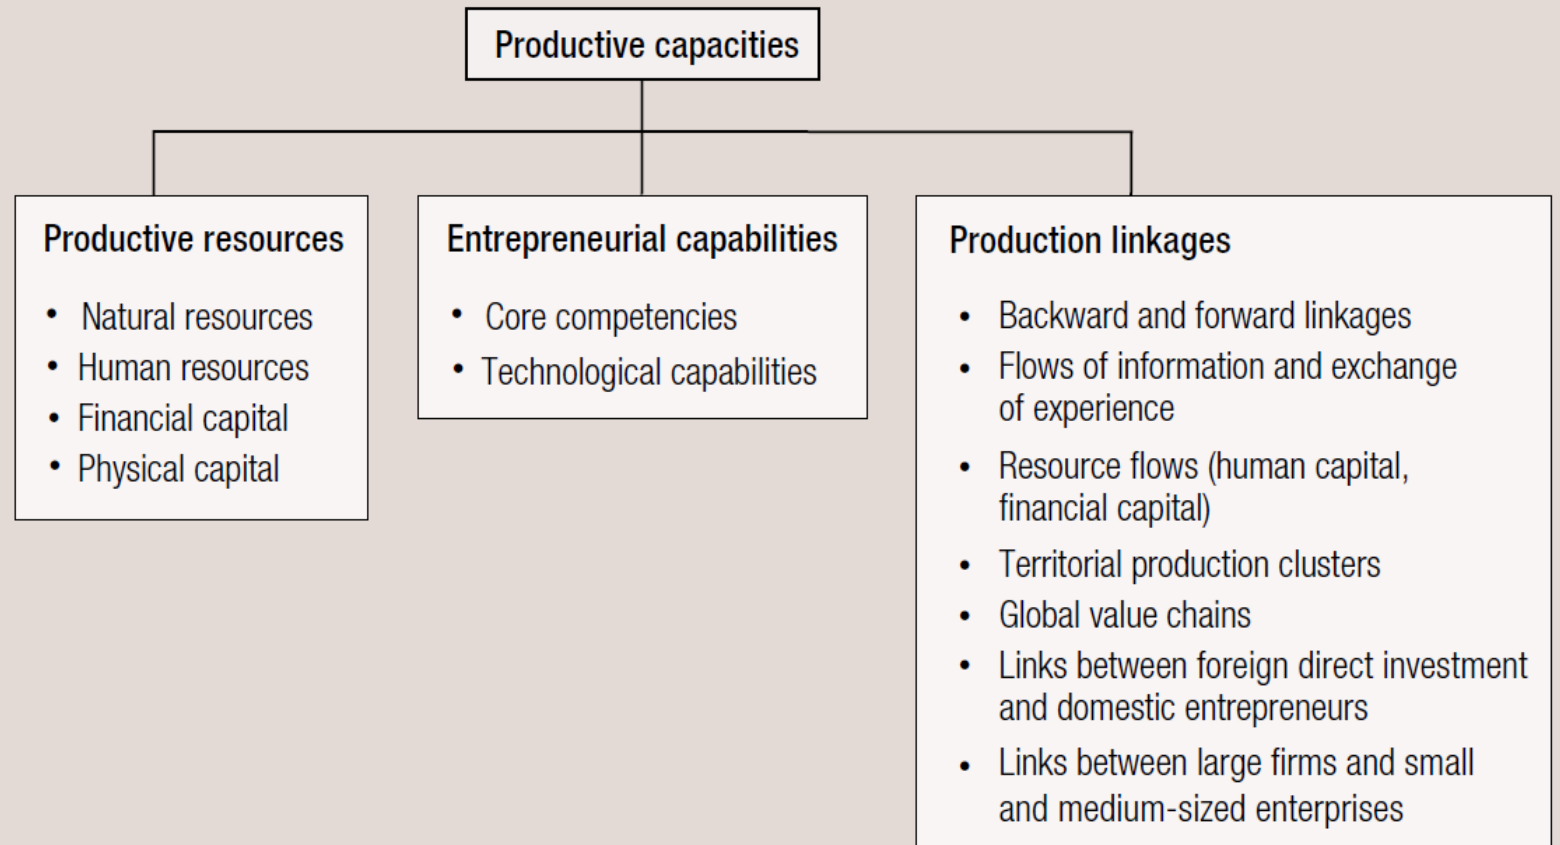 Productive capacities
Productive resources
• Natural resources
• Human resources
• Financial capital
• Physical capital
Entrepreneurial capabilities
• Core competencies
• Technological capabilities
Production linkages
• Backward and forward linkages
• Flows of information and exchange
of experience
• Resource flows (human capital,
financial capital)
• Territorial production clusters
• Global value chains
• Links between foreign direct investment
and domestic entrepreneurs
• Links between large firms and small
and medium-sized enterprises